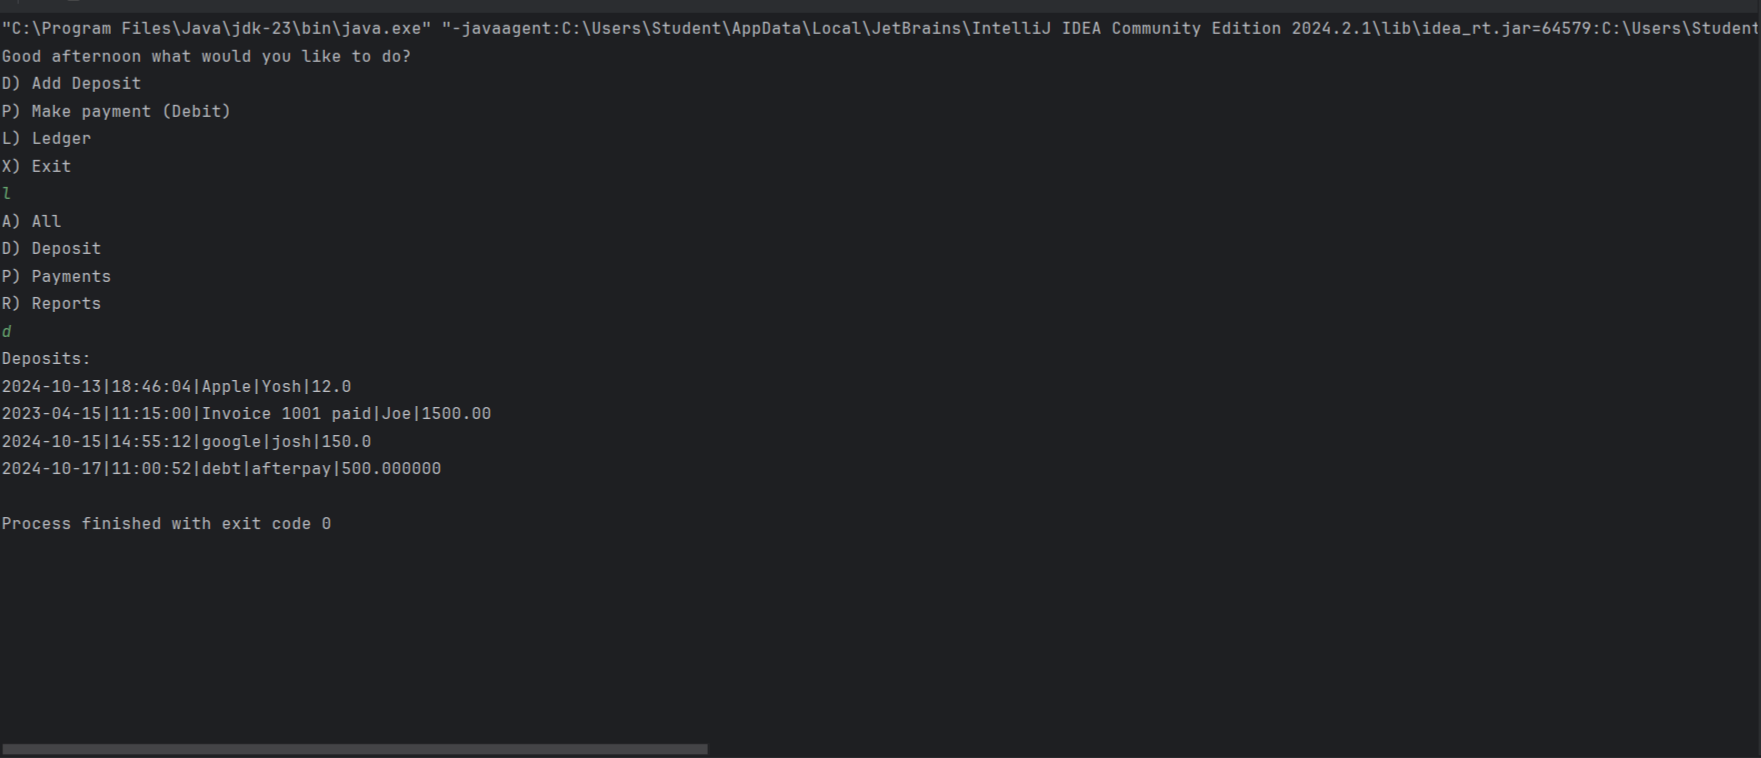 "C:\Program Files\Java\jdk-23\bin\java.exe" "-javaagent:C:\Users\Student\AppData\Local\JetBrains\IntelliJ IDEA Community Edition 2024.2.1\lib\idea_rt.jar=64579:C:\Users\Student
Good afternoon what would you like to do?
D) Add Deposit
P) Make payment (Debit)
L) Ledger
X) Exit
l
A) All
D) Deposit
P) Payments
R) Reports
d
Deposits:
2024-10-13|18:46:04|Apple|Yosh|12.0
2023-04-15|11:15:00|Invoice 1001 paid|Joe|1500.00
2024-10-15|14:55:12|google|josh|150.0
2024-10-17|11:00:52|debt|afterpay|500.000000
Process finished with exit code 0